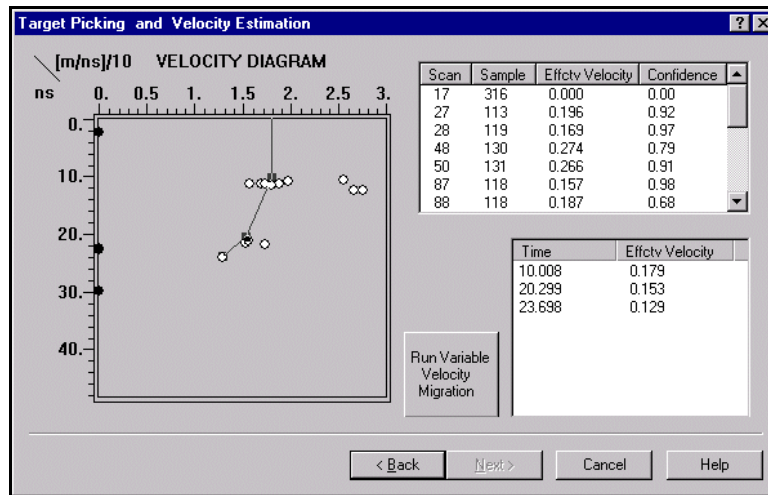 Target Picking and Velocity Estimation
[m/ns]/10 VELOCITY DIAGRAM
ns 0. 0.5 1. 1.5 2. 2.5 3.
0.
10.
20.
30.
40.
Scan Sample Effctv Velocity Confidence
17 316 0.000 0.00
27 113 0.196 0.92
28 119 0.169 0.97
48 130 0.274 0.79
50 131 0.266 0.91
87 118 0.157 0.98
88 118 0.187 0.68
Time Effctv Velocity
10.008 0.179
20.299 0.153
23.698 0.129
Run Variable
Velocity
Migration
< Back Next > Cancel Help